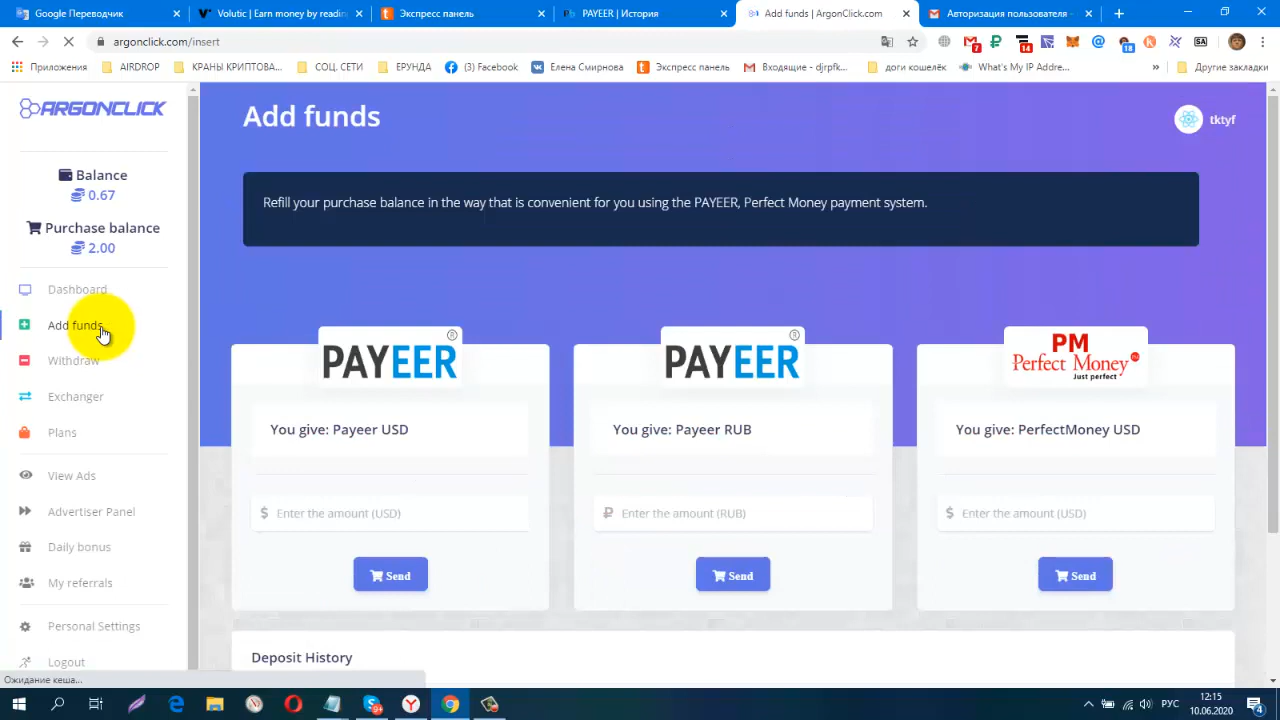 Google Переводчик
Volutic | Earn money by readin
Экспресс панель
PAYEER | История
Add funds | ArgonClick.com
Авторизация пользователя -
argonclick.com/insert
Приложения
AIRDROP
КРАНЫ КРИПТОВА...
СОЦ. СЕТИ
ЕРУНДА
(3) Facebook
Елена Смирнова
Экспресс панель
Входящие - djrpfk...
доги кошелёк
What's My IP Addre...
»
Другие закладки
ARGONCLICK
Balance
0.67
Purchase balance
2.00
Dashboard
Add funds
Withdraw
Exchanger
Plans
View Ads
Advertiser Panel
Daily bonus
My referrals
Personal Settings
Logout
Add funds
tktyf
Refill your purchase balance in the way that is convenient for you using the PAYEER, Perfect Money payment system.
PAYEER ®
You give: Payeer USD
$ Enter the amount (USD)
Send
PAYEER ®
You give: Payeer RUB
₽ Enter the amount (RUB)
Send
PM
Perfect Money
Just perfect
You give: PerfectMoney USD
$ Enter the amount (USD)
Send
Deposit History
Ожидание кеша...
РУС
12:15
10.06.2020